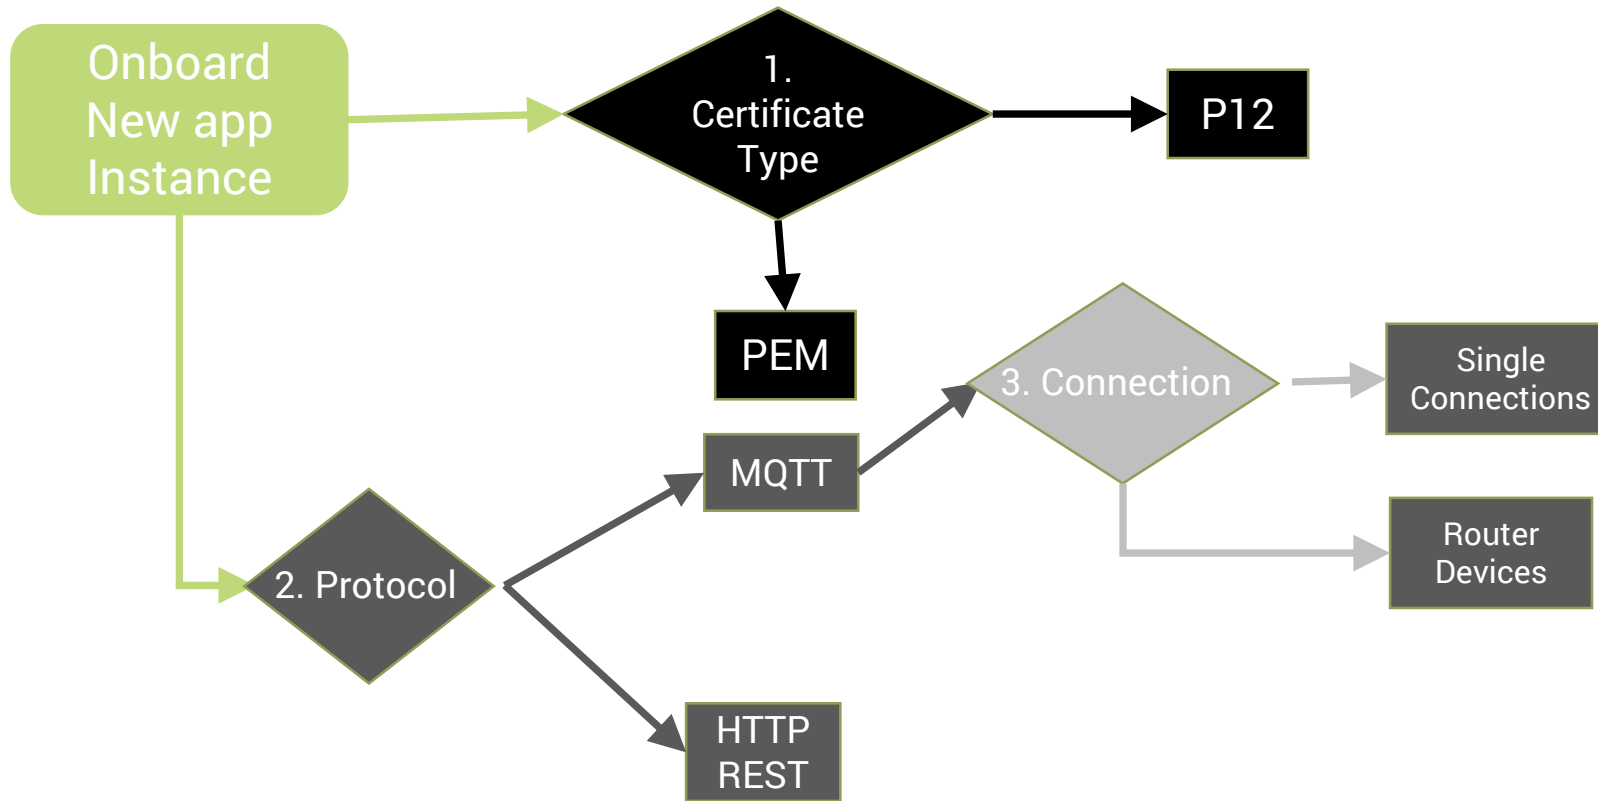 Onboard
New app
Instance
1.
Certificate
Type
P12
PEM
3. Connection
Single
Connections
MQTT
Router
Devices
2. Protocol
HTTP
REST